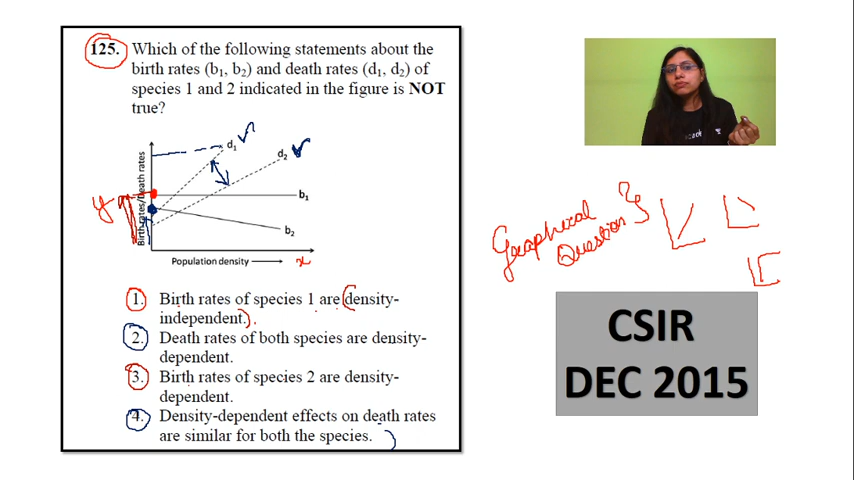 125. Which of the following statements about the
birth rates (b₁, b₂) and death rates (d₁, d₂) of
species 1 and 2 indicated in the figure is NOT
true?
d₁
d₂
b₁
b₂
Birth rates/Death rates
y
Population density
x
1. Birth rates of species 1 are density-
independent.
2. Death rates of both species are density-
dependent.
3. Birth rates of species 2 are density-
dependent.
4. Density-dependent effects on death rates
are similar for both the species.
Graphical
Question
CSIR
DEC 2015